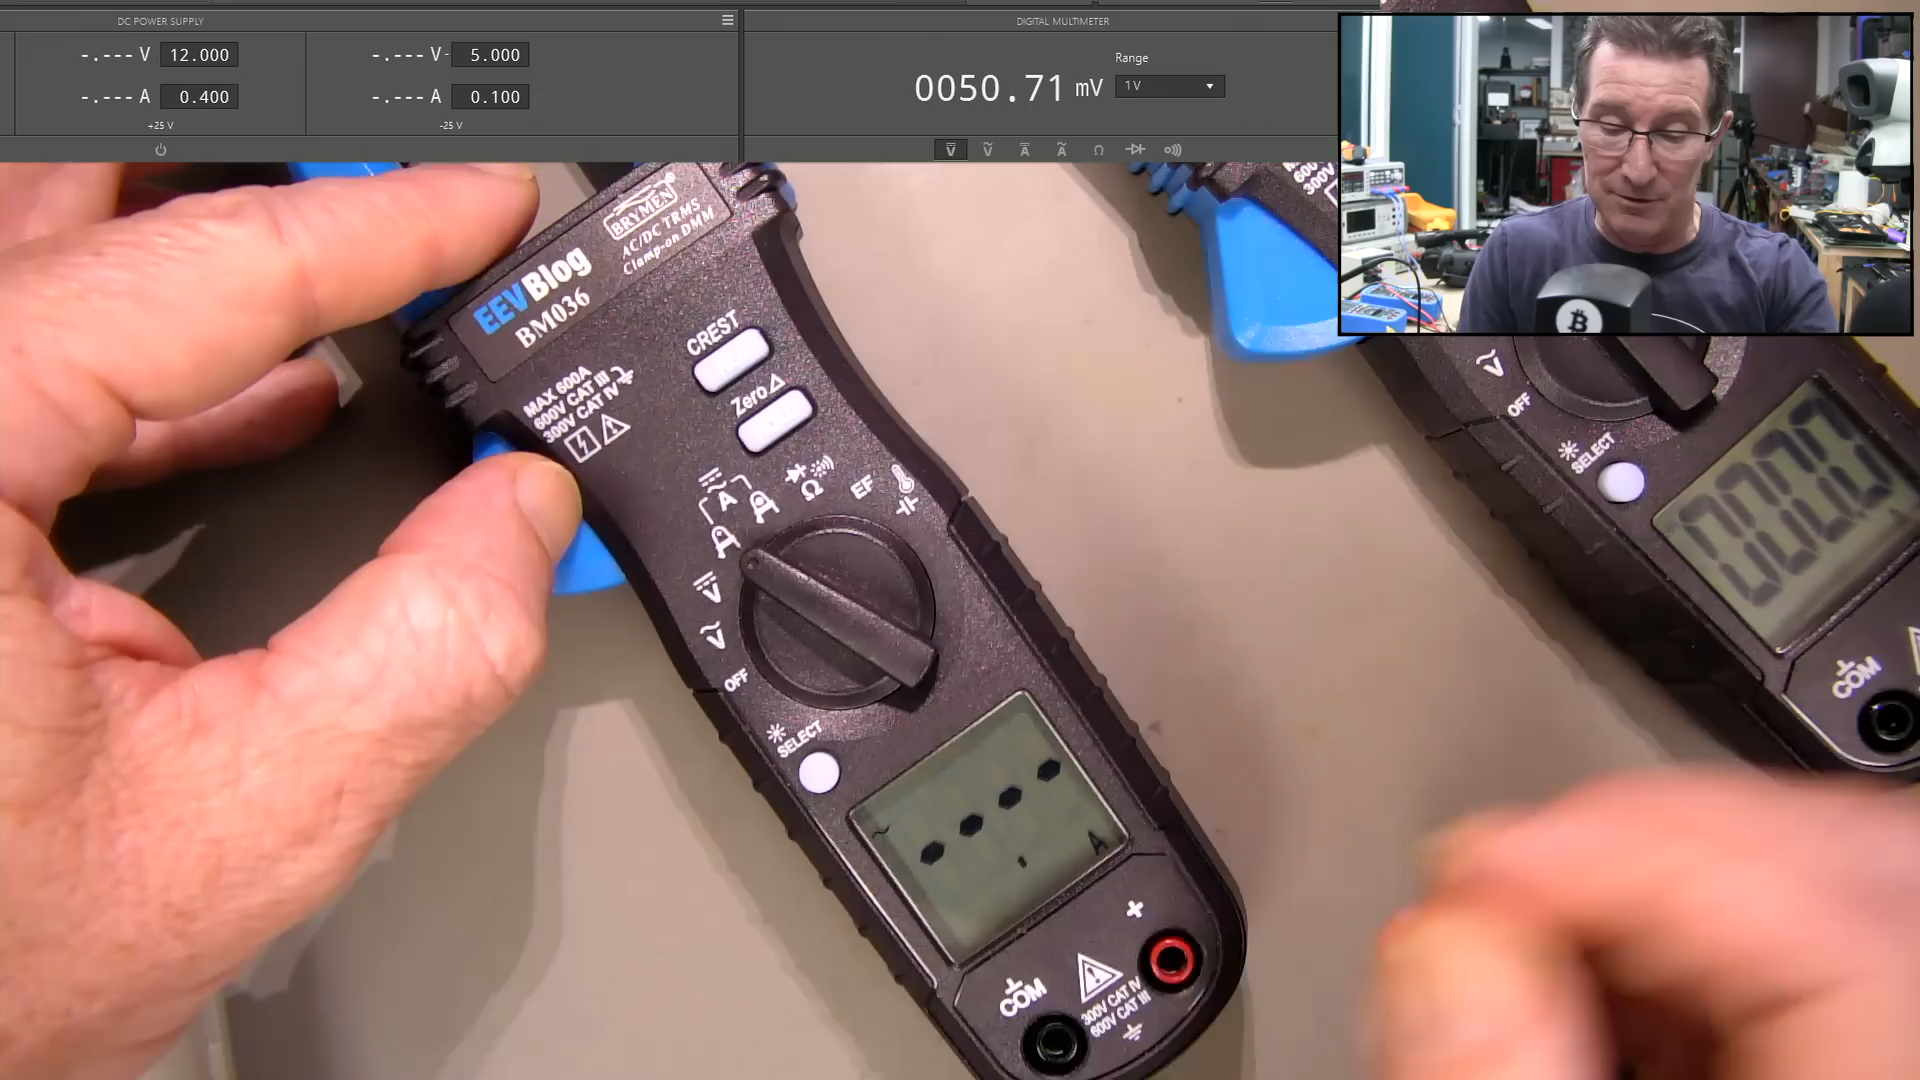 DC POWER SUPPLY
-.--- V 12.000
-.--- A 0.400
+25 V
-.--- V- 5.000
-.--- A 0.100
-25 V
DIGITAL MULTIMETER
0050.71 mV
Range
1 V
V V A A Ω
BRYMEN®
AC/DC TRMS
Clamp-on DMM
EEVBlog
BM036
MAX 600A
600V CAT III
300V CAT IV
CREST
Zero Δ
A
Ω
EF
V
V
OFF
SELECT
- - - -
A
COM
+
300V CAT IV
600V CAT III
V
OFF
SELECT
COM